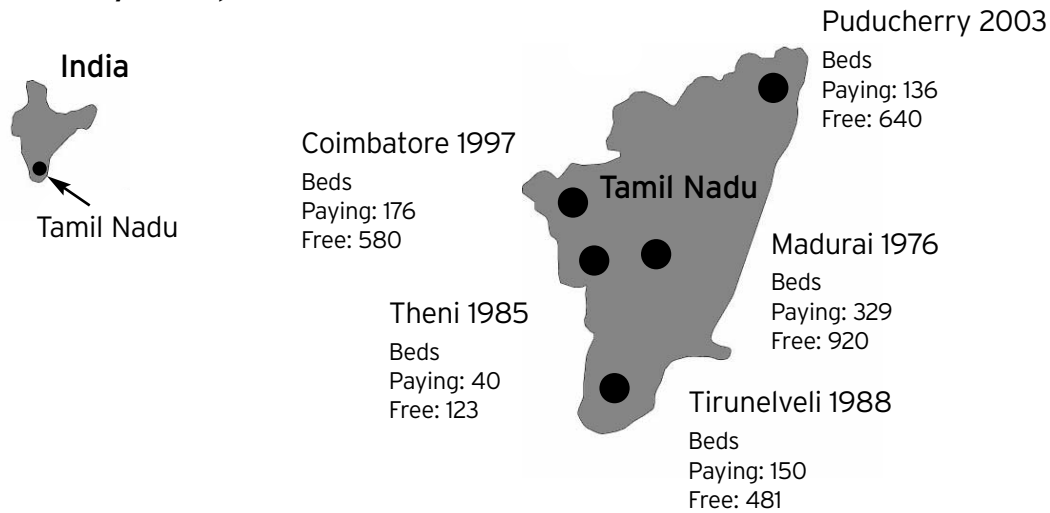 India
Tamil Nadu
Coimbatore 1997
Beds
Paying: 176
Free: 580
Theni 1985
Beds
Paying: 40
Free: 123
Tamil Nadu
Puducherry 2003
Beds
Paying: 136
Free: 640
Madurai 1976
Beds
Paying: 329
Free: 920
Tirunelveli 1988
Beds
Paying: 150
Free: 481